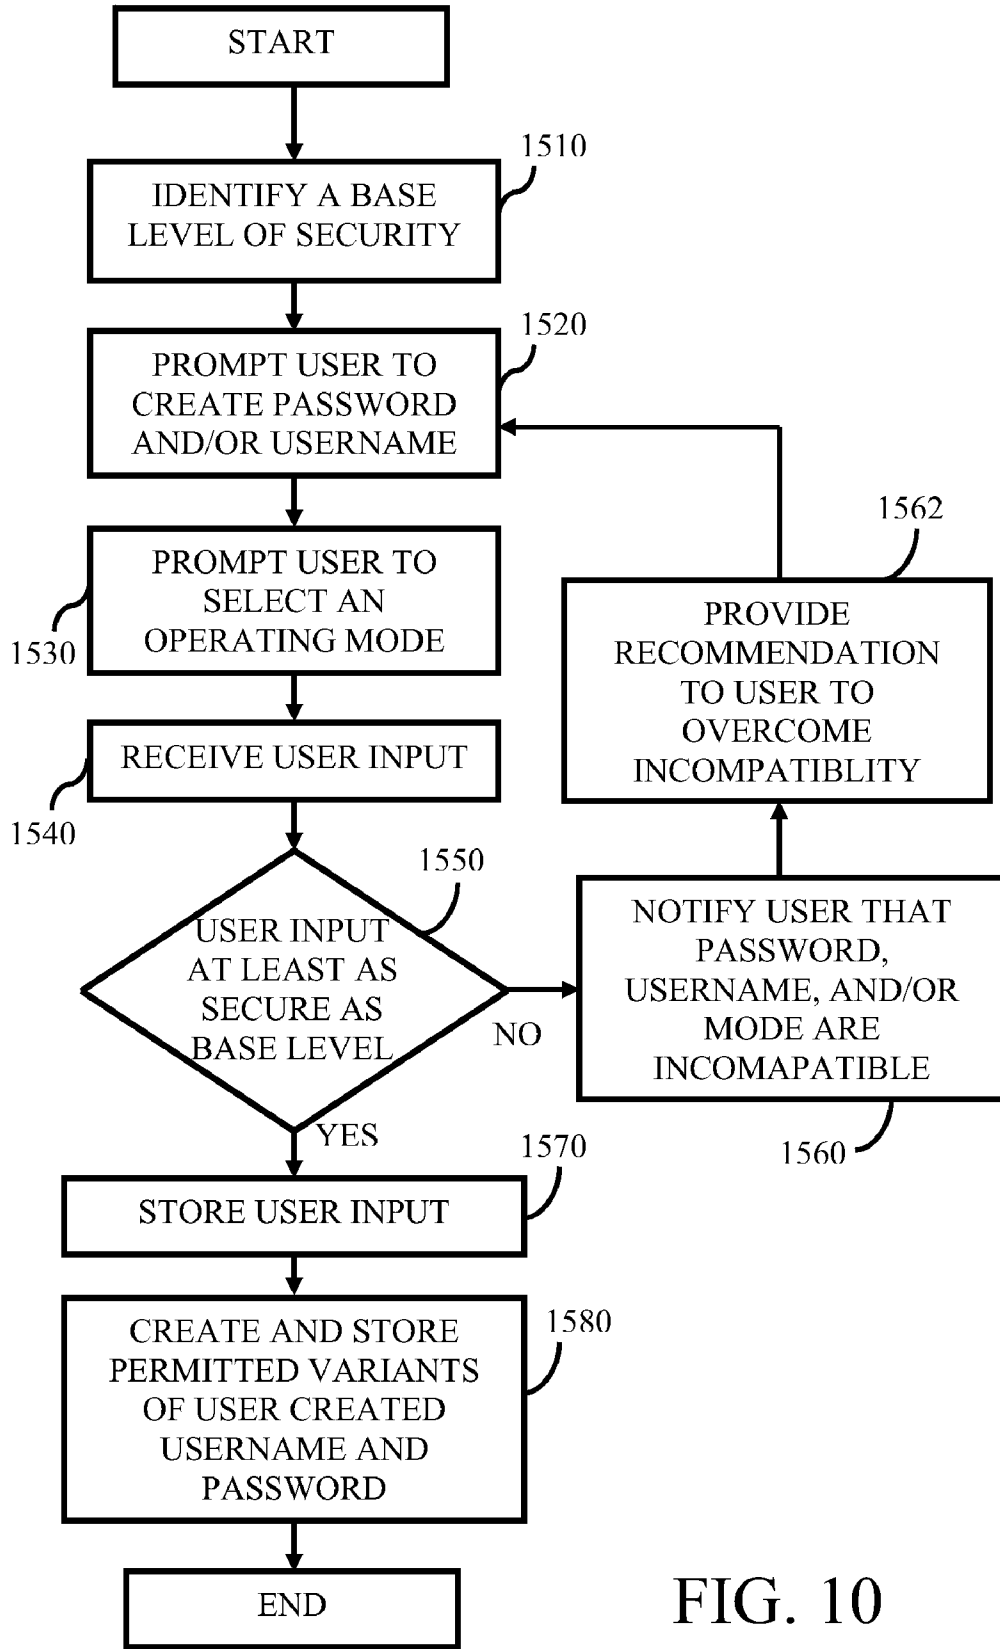 START
1510
IDENTIFY A BASE
LEVEL OF SECURITY
1520
PROMPT USER TO
CREATE PASSWORD
AND/OR USERNAME
PROMPT USER TO
SELECT AN
OPERATING MODE
1530
RECEIVE USER INPUT
1540
1550
USER INPUT
AT LEAST AS
SECURE AS
BASE LEVEL
NO
YES
1562
PROVIDE
RECOMMENDATION
TO USER TO
OVERCOME
INCOMPATIBLITY
NOTIFY USER THAT
PASSWORD,
USERNAME, AND/OR
MODE ARE
INCOMAPATIBLE
1560
1570
STORE USER INPUT
1580
CREATE AND STORE
PERMITTED VARIANTS
OF USER CREATED
USERNAME AND
PASSWORD
END
FIG. 10